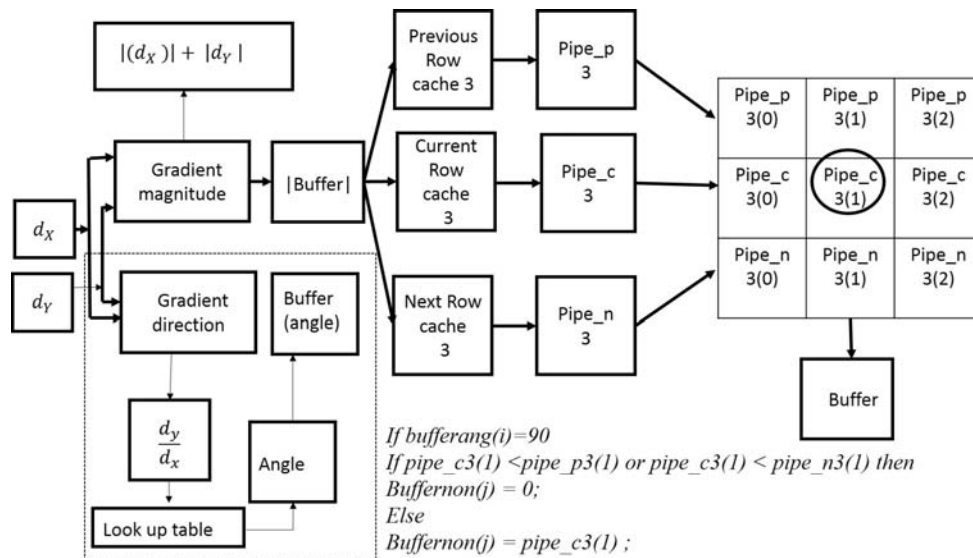 |(d_X)| + |d_Y|
Gradient
magnitude
|Buffer|
Previous
Row
cache 3
Current
Row
cache
3
Next Row
cache
3
Pipe_p
3
Pipe_c
3
Pipe_n
3
Pipe_p
3(0)
Pipe_p
3(1)
Pipe_p
3(2)
Pipe_c
3(0)
Pipe_c
3(1)
Pipe_c
3(2)
Pipe_n
3(0)
Pipe_n
3(1)
Pipe_n
3(2)
Buffer
d_X
d_Y
Gradient
direction
Buffer
(angle)
d_y
d_x
Angle
Look up table
If bufferang(i)=90
If pipe_c3(1) <pipe_p3(1) or pipe_c3(1) < pipe_n3(1) then
Buffernon(j) = 0;
Else
Buffernon(j) = pipe_c3(1) ;